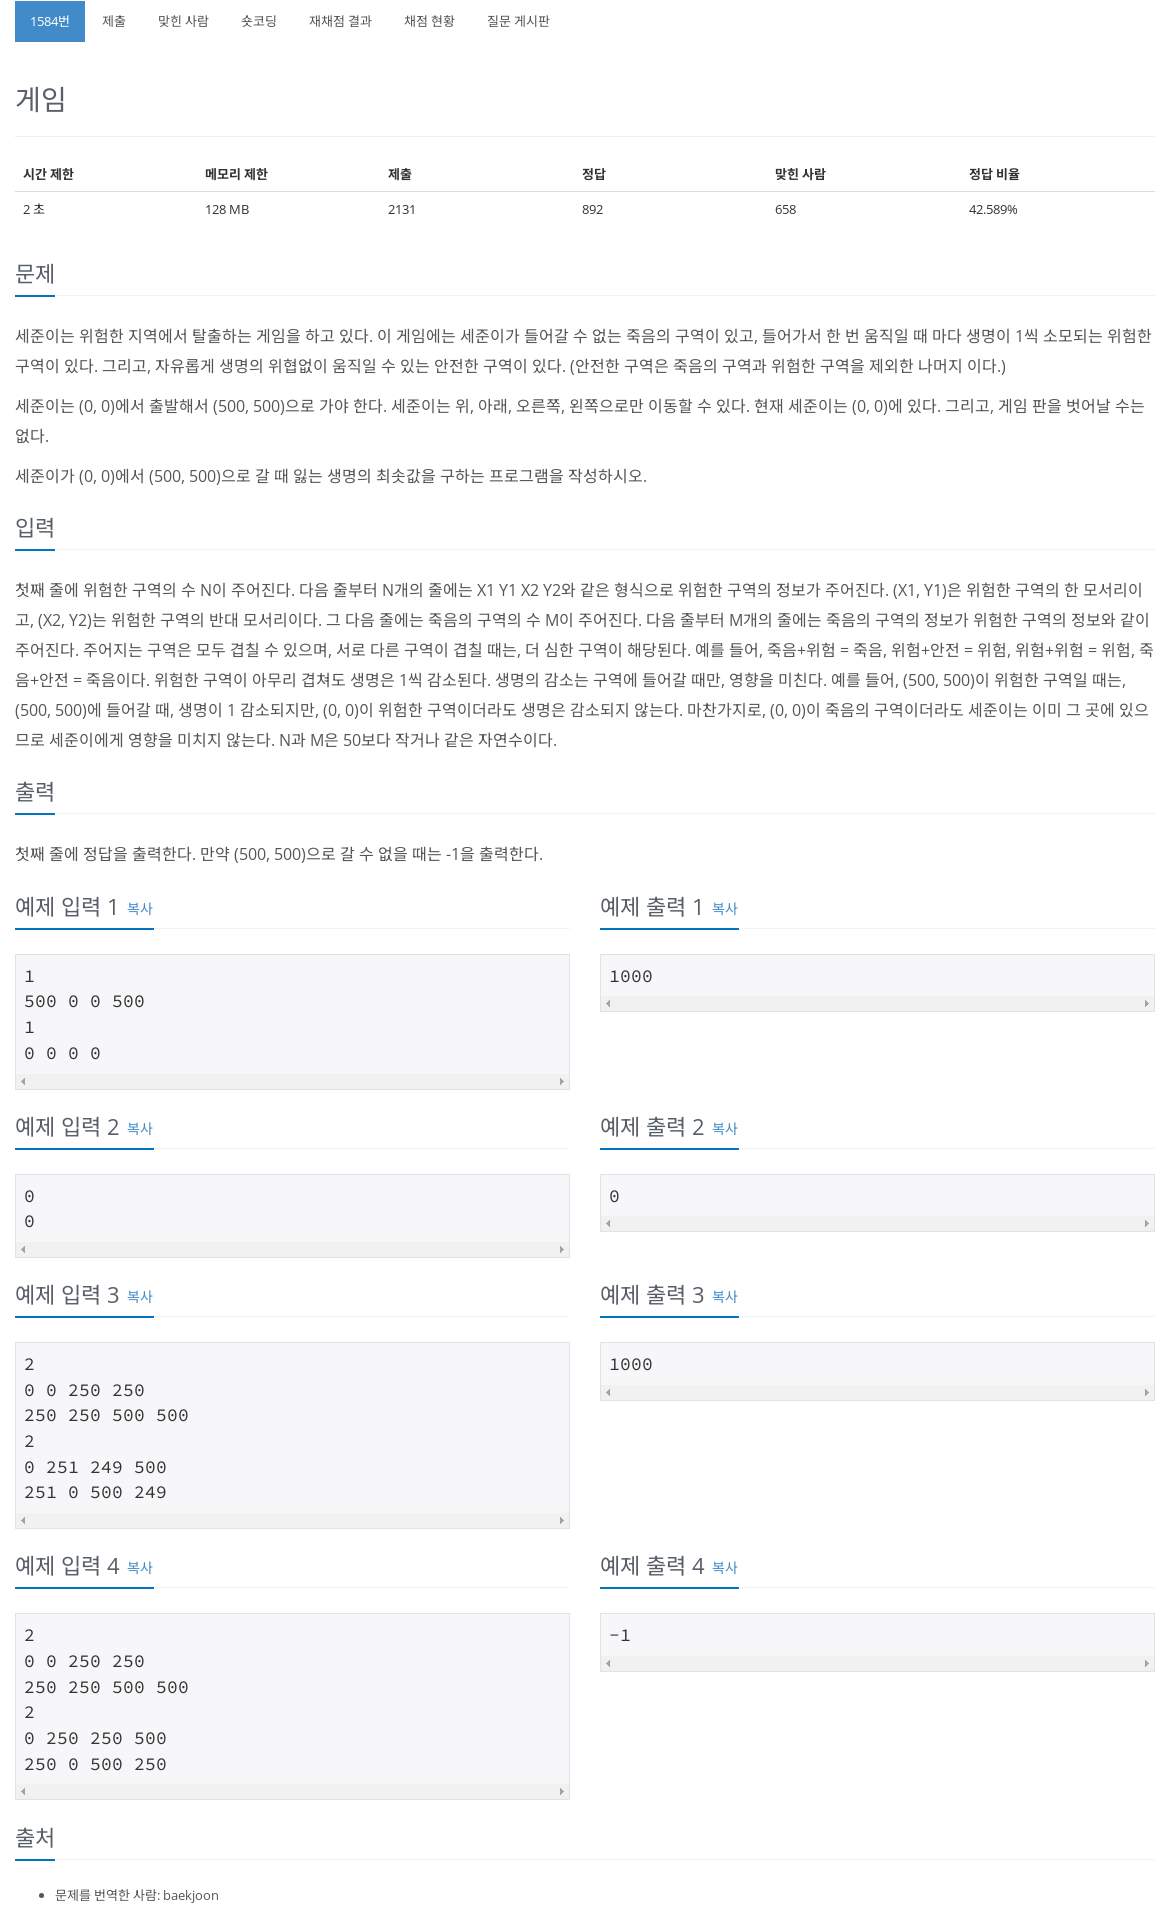 1584번 제출 맞힌 사람 숏코딩 재채점 결과 채점 현황 질문 게시판
게임
시간 제한 메모리 제한 제출 정답 맞힌 사람 정답 비율
2 초 128 MB 2131 892 658 42.589%
문제
세준이는 위험한 지역에서 탈출하는 게임을 하고 있다. 이 게임에는 세준이가 들어갈 수 없는 죽음의 구역이 있고, 들어가서 한 번 움직일 때 마다 생명이 1씩 소모되는 위험한
구역이 있다. 그리고, 자유롭게 생명의 위협없이 움직일 수 있는 안전한 구역이 있다. (안전한 구역은 죽음의 구역과 위험한 구역을 제외한 나머지 이다.)
세준이는 (0, 0)에서 출발해서 (500, 500)으로 가야 한다. 세준이는 위, 아래, 오른쪽, 왼쪽으로만 이동할 수 있다. 현재 세준이는 (0, 0)에 있다. 그리고, 게임 판을 벗어날 수는
없다.
세준이가 (0, 0)에서 (500, 500)으로 갈 때 잃는 생명의 최솟값을 구하는 프로그램을 작성하시오.
입력
첫째 줄에 위험한 구역의 수 N이 주어진다. 다음 줄부터 N개의 줄에는 X1 Y1 X2 Y2와 같은 형식으로 위험한 구역의 정보가 주어진다. (X1, Y1)은 위험한 구역의 한 모서리이
고, (X2, Y2)는 위험한 구역의 반대 모서리이다. 그 다음 줄에는 죽음의 구역의 수 M이 주어진다. 다음 줄부터 M개의 줄에는 죽음의 구역의 정보가 위험한 구역의 정보와 같이
주어진다. 주어지는 구역은 모두 겹칠 수 있으며, 서로 다른 구역이 겹칠 때는, 더 심한 구역이 해당된다. 예를 들어, 죽음+위험 = 죽음, 위험+안전 = 위험, 위험+위험 = 위험, 죽
음+안전 = 죽음이다. 위험한 구역이 아무리 겹쳐도 생명은 1씩 감소된다. 생명의 감소는 구역에 들어갈 때만, 영향을 미친다. 예를 들어, (500, 500)이 위험한 구역일 때는,
(500, 500)에 들어갈 때, 생명이 1 감소되지만, (0, 0)이 위험한 구역이더라도 생명은 감소되지 않는다. 마찬가지로, (0, 0)이 죽음의 구역이더라도 세준이는 이미 그 곳에 있으
므로 세준이에게 영향을 미치지 않는다. N과 M은 50보다 작거나 같은 자연수이다.
출력
첫째 줄에 정답을 출력한다. 만약 (500, 500)으로 갈 수 없을 때는 -1을 출력한다.
예제 입력 1 복사
1
500 0 0 500
1
0 0 0 0
예제 출력 1 복사
1000
예제 입력 2 복사
0
0
예제 출력 2 복사
0
예제 입력 3 복사
2
0 0 250 250
250 250 500 500
2
0 251 249 500
251 0 500 249
예제 출력 3 복사
1000
예제 입력 4 복사
2
0 0 250 250
250 250 500 500
2
0 250 250 500
250 0 500 250
예제 출력 4 복사
-1
출처
문제를 번역한 사람: baekjoon